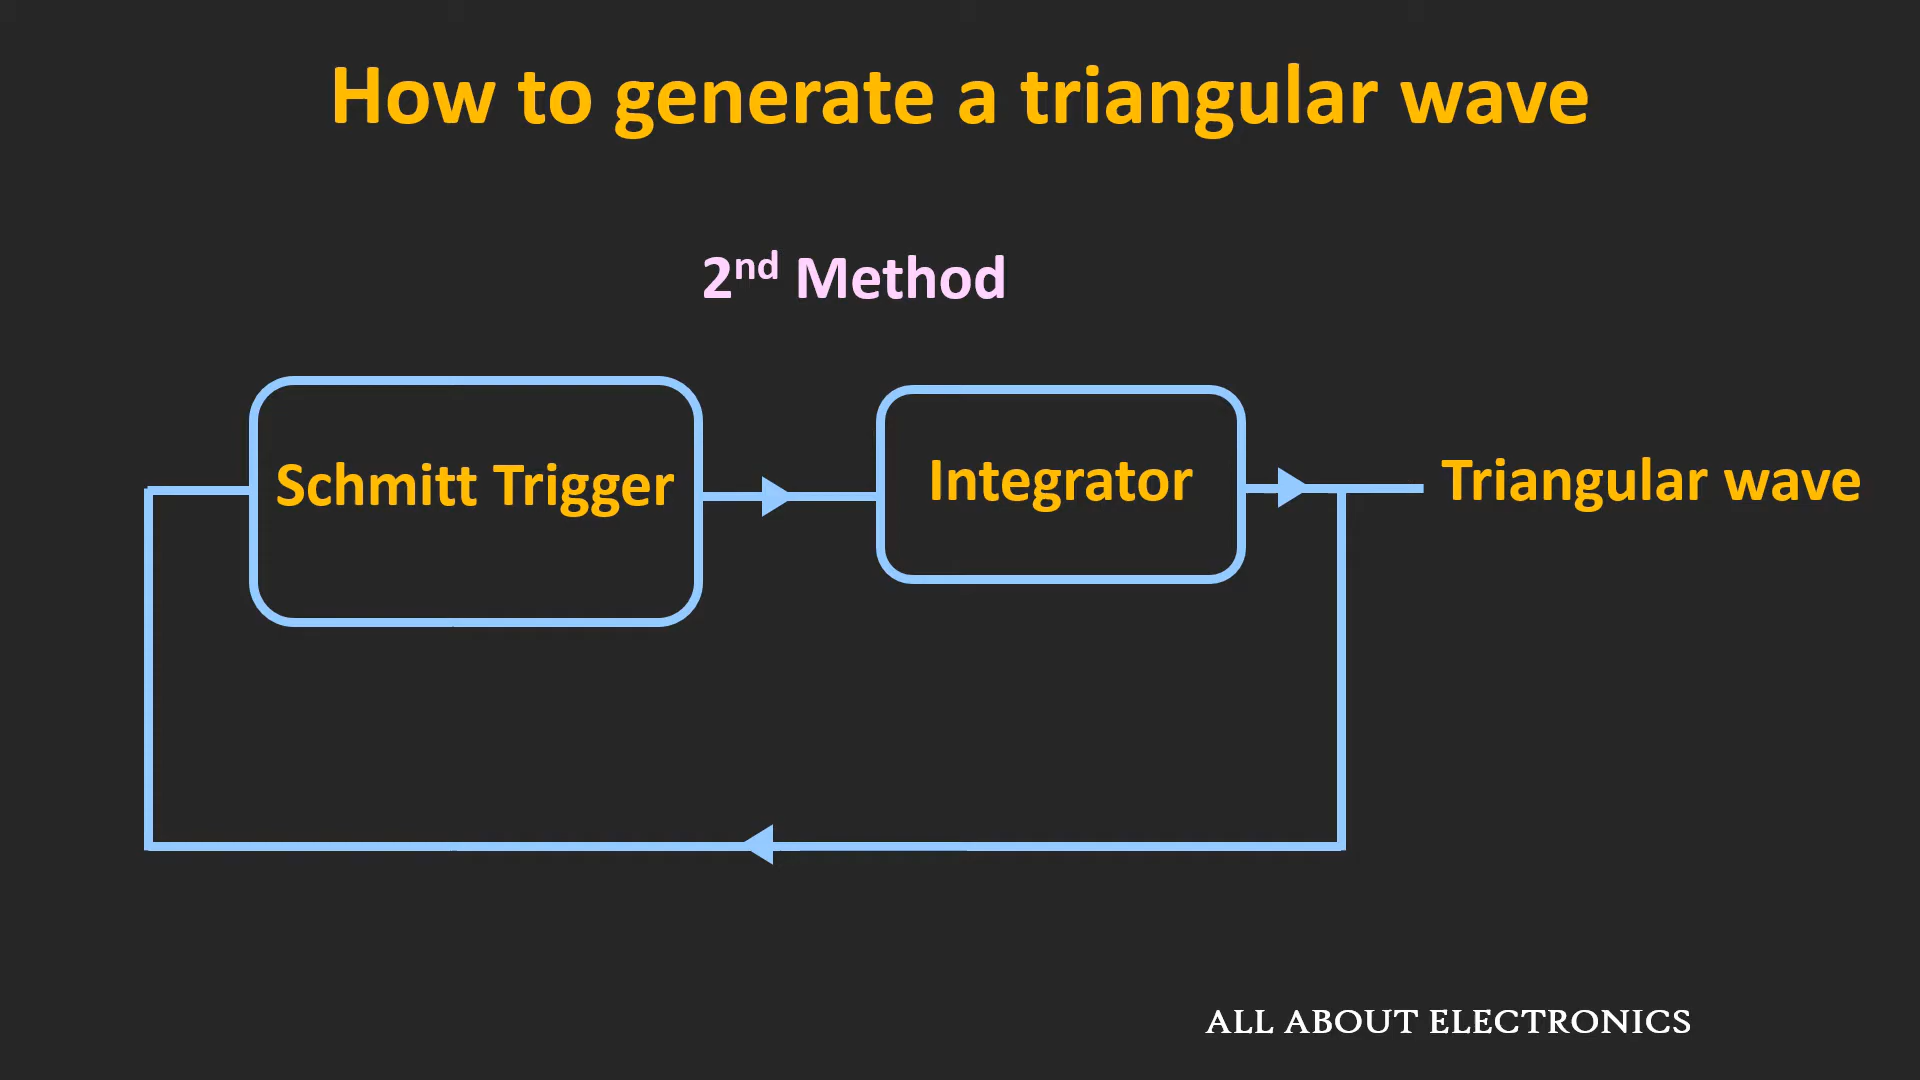 How to generate a triangular wave
2nd Method
Schmitt Trigger
Integrator
Triangular wave
ALL ABOUT ELECTRONICS